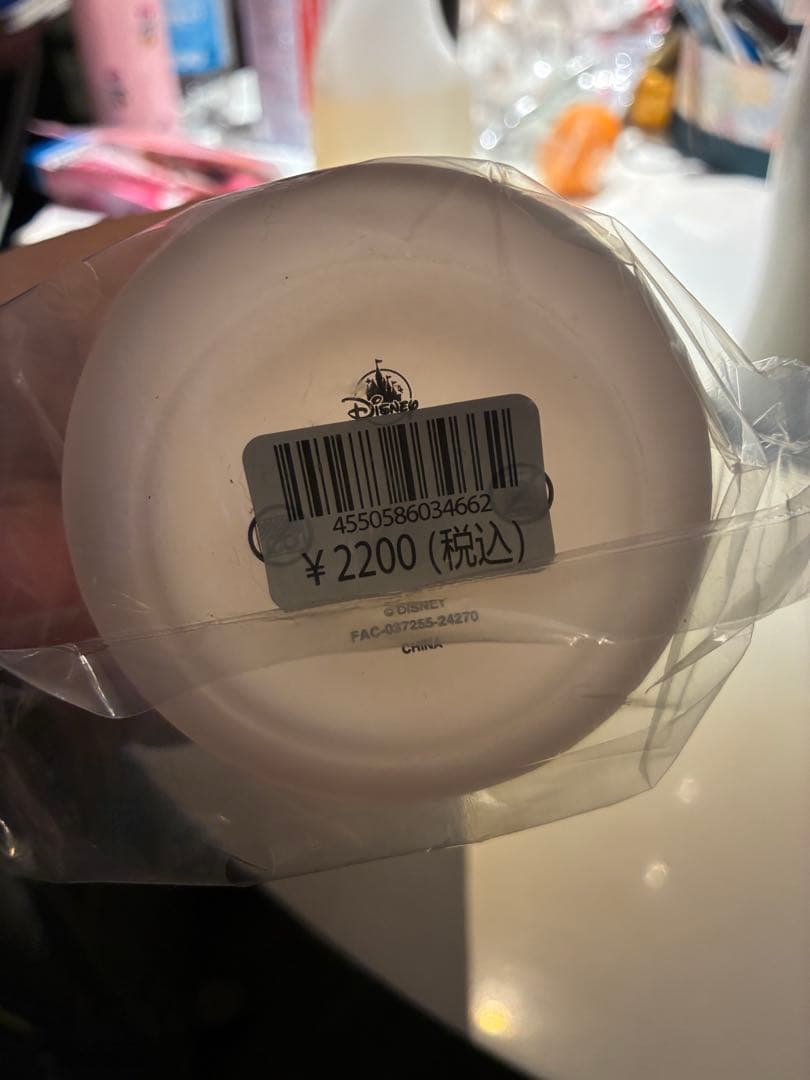 Disney
4550586034662
¥2200(税込)
© DISNEY
FAC-037255-24270
CHINA